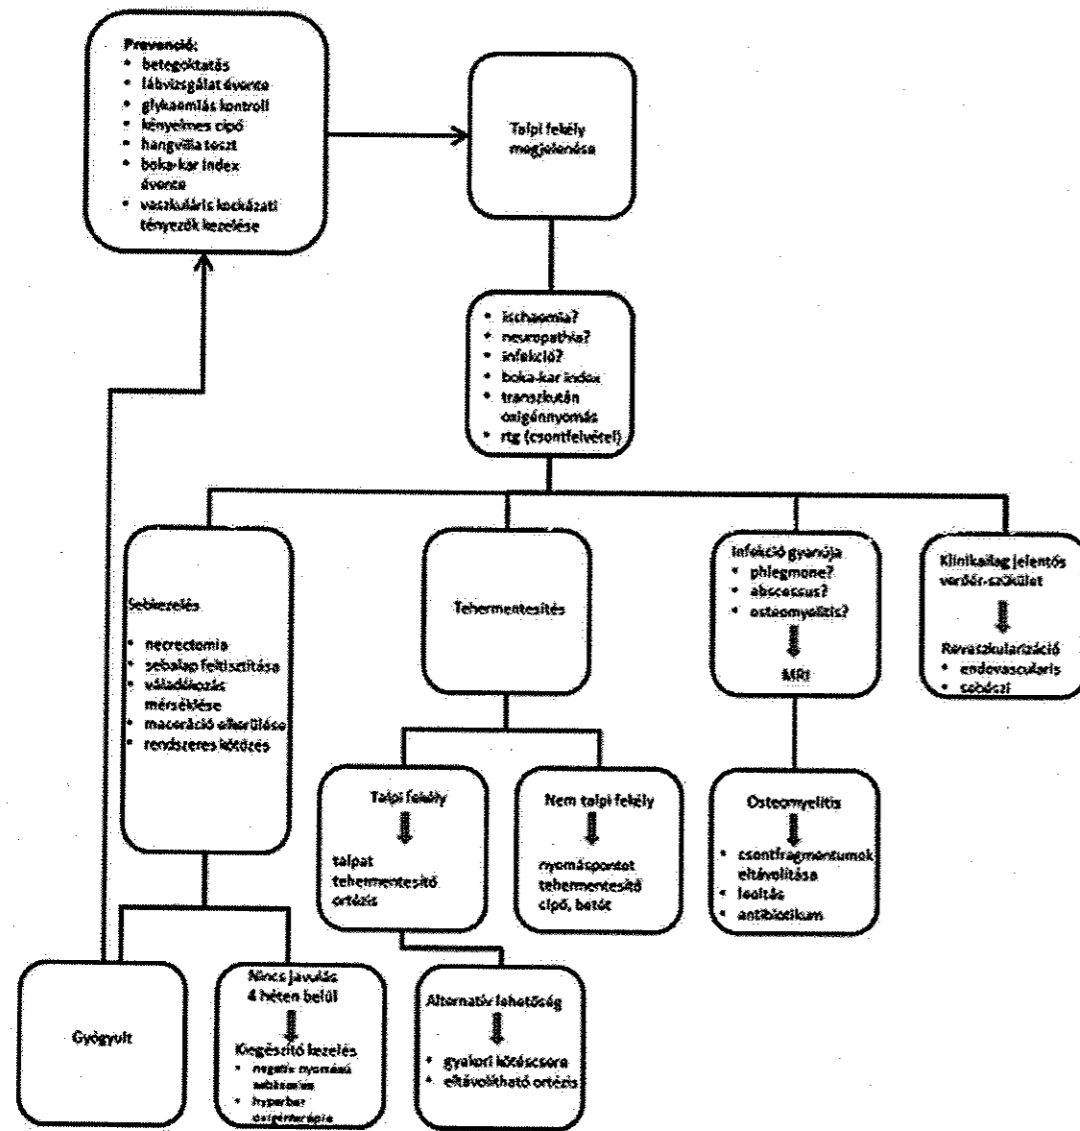 Prevenció:
• betegoktatás
• lábvizsgálat évente
• glykaemiás kontroll
• kényelmes cipő
• hangvilla teszt
• boka-kar index
évente
• vaszkuláris kockázati
tényezők kezelése
Talpi fekély
megjelenése
• ischaemia?
• neuropathia?
• infekció?
• boka-kar index
• transzkután
oxigénnyomás
• rtg (csontfelvétel)
Sebkezelés
• necrectomia
• sebalap feltisztítása
• váladékozás
mérséklése
• maceráció elkerülése
• rendszeres kötözés
Tehermentesítés
Infekció gyanúja
• phlegmone?
• abscessus?
• osteomyelitis?
MRI
Klinikailag jelentős
verőér-szűkület
Revaszkularizáció
• endovascularis
• sebészi
Talpi fekély
talpat
tehermentesítő
ortézis
Nem talpi fekély
nyomáspontot
tehermentesítő
cipő, betét
Osteomyelitis
• csontfragmentumok
eltávolítása
• leoltás
• antibiotikum
Gyógyult
Nincs javulás
4 héten belül
Kiegészítő kezelés
• negatív nyomású
sebkezelés
• hyperbar
oxigénterápia
Alternatív lehetőség
• gyakori kötéscsere
• eltávolítható ortézis